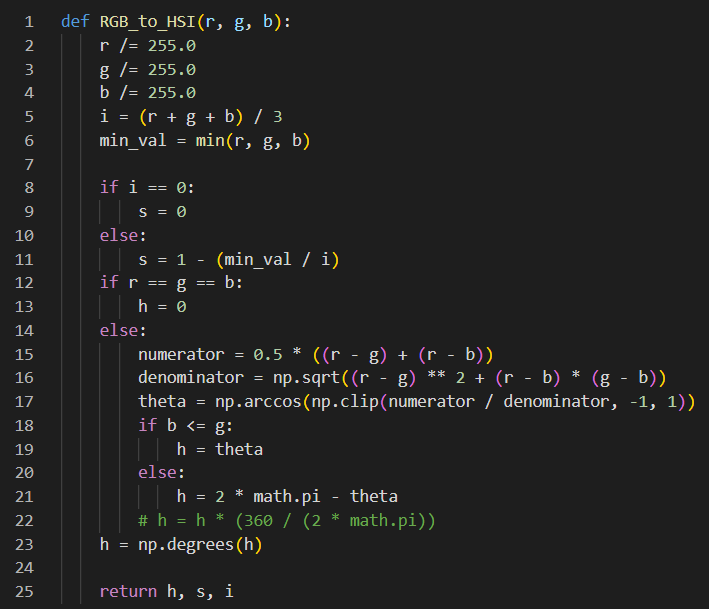 1 def RGB_to_HSI(r, g, b):
2     r /= 255.0
3     g /= 255.0
4     b /= 255.0
5     i = (r + g + b) / 3
6     min_val = min(r, g, b)
7
8     if i == 0:
9         s = 0
10     else:
11         s = 1 - (min_val / i)
12     if r == g == b:
13         h = 0
14     else:
15         numerator = 0.5 * ((r - g) + (r - b))
16         denominator = np.sqrt((r - g) ** 2 + (r - b) * (g - b))
17         theta = np.arccos(np.clip(numerator / denominator, -1, 1))
18         if b <= g:
19             h = theta
20         else:
21             h = 2 * math.pi - theta
22         # h = h * (360 / (2 * math.pi))
23     h = np.degrees(h)
24
25     return h, s, i